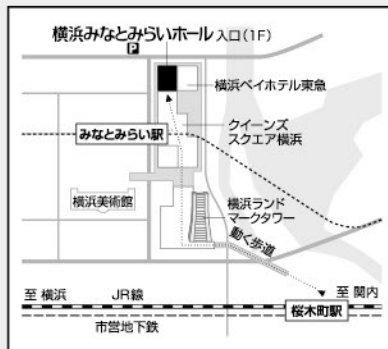 横浜みなとみらいホール 入口(1F)
P
横浜ベイホテル東急
クイーンズ
スクエア横浜
みなとみらい駅
横浜美術館
横浜ランド
マークタワー
動く歩道
至 横浜 JR線 至 関内
桜木町駅
市営地下鉄